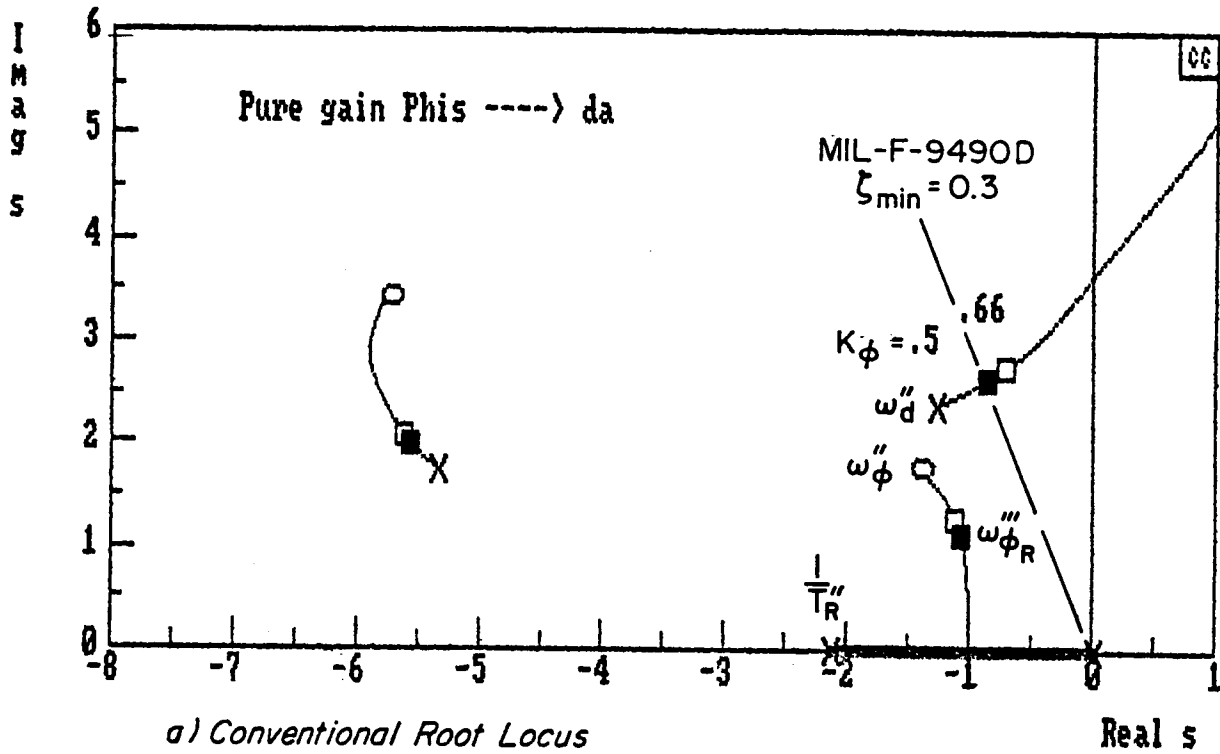 Imag s
6
5
4
3
2
1
0
CC
Pure gain Phis ----> da
MIL-F-9490D
ζmin = 0.3
.66
Kφ = .5
ω″d
ω″φ
ω‴φR
1/T″R
-8 -7 -6 -5 -4 -3 -2 -1 0 1
a) Conventional Root Locus
Real s